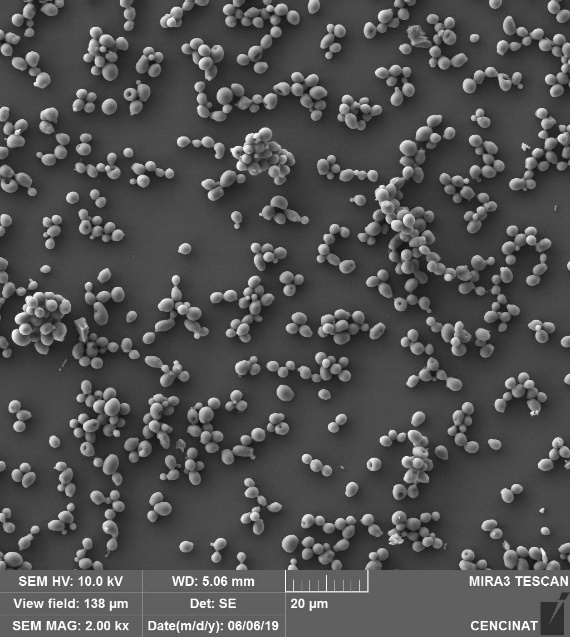 SEM HV: 10.0 kV WD: 5.06 mm MIRA3 TESCAN
View field: 138 µm Det: SE 20 µm
SEM MAG: 2.00 kx Date(m/d/y): 06/06/19 CENCINAT